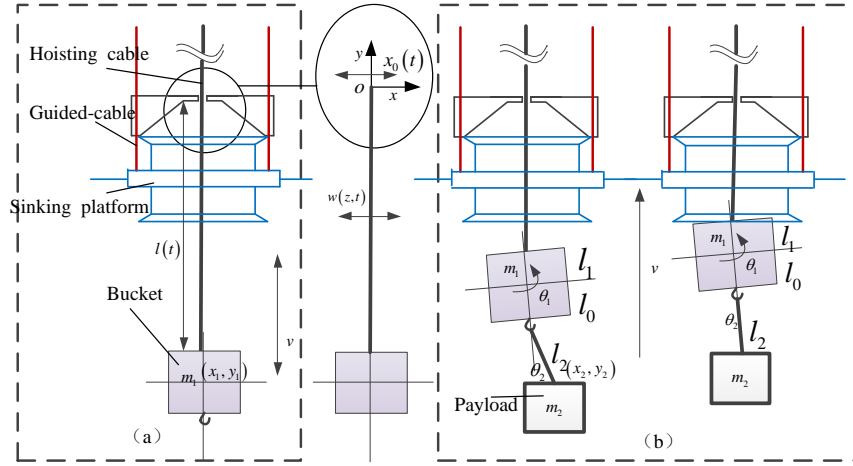 Hoisting cable
Guided-cable
Sinking platform
l(t)
Bucket
m₁
(x₁, y₁)
v
(a)
y
x₀(t)
o
x
w(z,t)
m₁
θ₁
l₁
l₀
l₂
θ₂
(x₂, y₂)
Payload
m₂
v
m₁
θ₁
l₁
l₀
θ₂
l₂
m₂
(b)